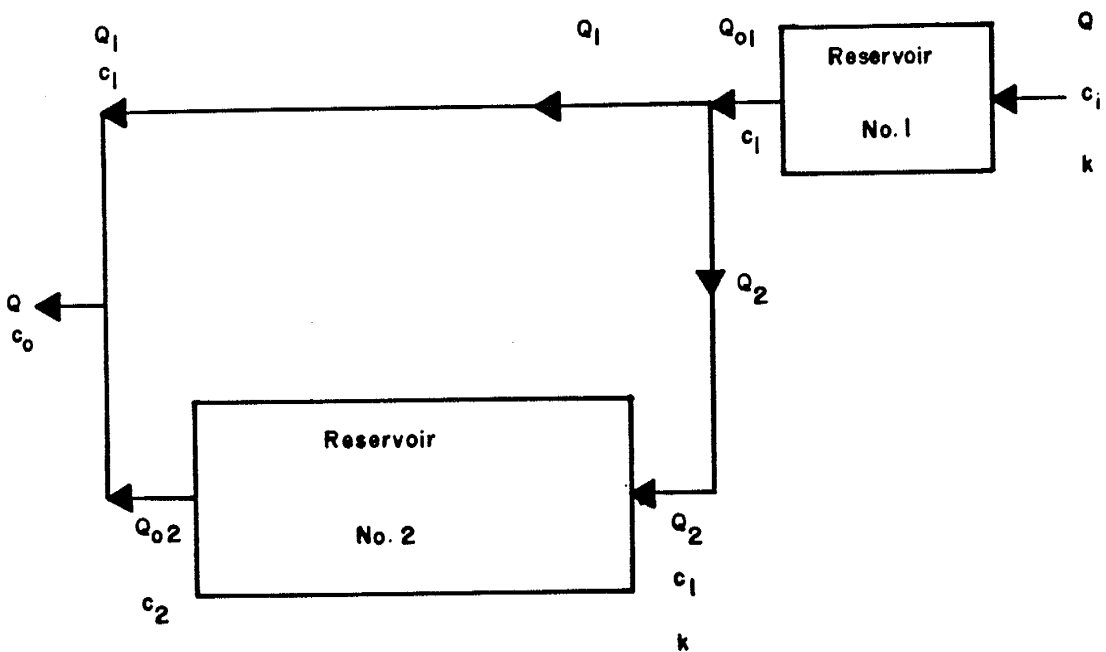 Q₁
c₁
Q₁
Q₀₁
c₁
Reservoir
No. 1
Q
cᵢ
k
Q₂
Q
c₀
Reservoir
No. 2
Q₀₂
c₂
Q₂
c₁
k